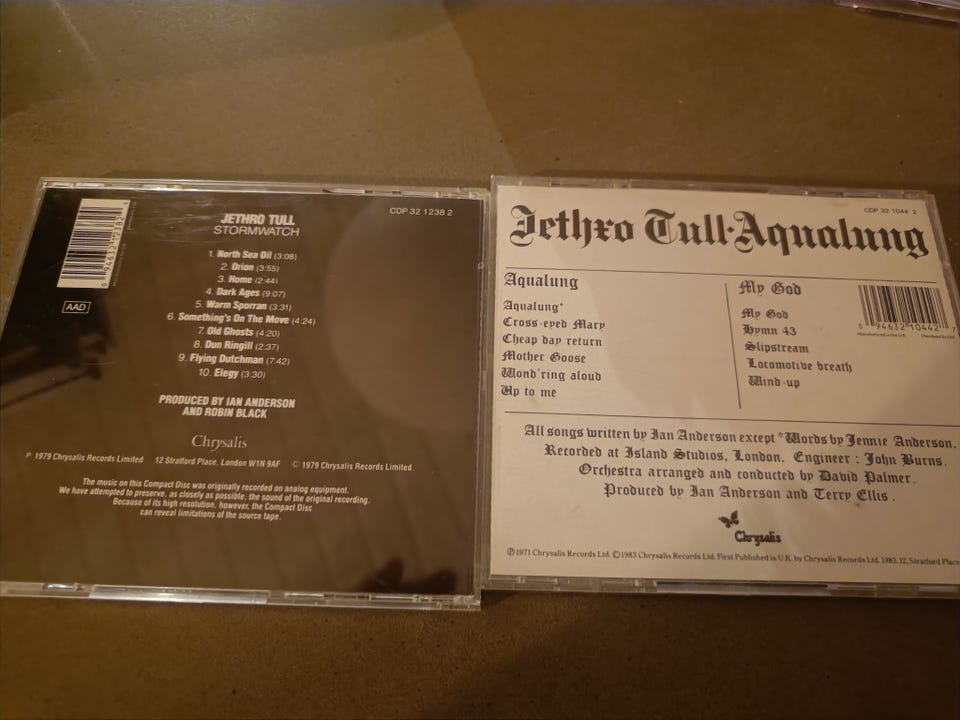 CDP 32 1238 2
JETHRO TULL
STORMWATCH
1. North Sea Oil (3:08)
2. Orion (3:55)
3. Home (2:44)
4. Dark Ages (9:07)
5. Warm Sporran (3:31)
6. Something's On The Move (4:24)
7. Old Ghosts (4:20)
8. Dun Ringill (2:37)
9. Flying Dutchman (7:42)
10. Elegy (3:30)
AAD
PRODUCED BY IAN ANDERSON
AND ROBIN BLACK
Chrysalis
℗ 1979 Chrysalis Records Limited 12 Stratford Place. London W1N 9AF © 1979 Chrysalis Records Limited.
The music on this Compact Disc was originally recorded on analog equipment.
We have attempted to preserve, as closely as possible, the sound of the original recording.
Because of its high resolution, however, the Compact Disc
can reveal limitations of the source tape.
CDP 32 1044 2
Jethro Tull·Aqualung
Aqualung
Aqualung*
Cross-eyed Mary
Cheap day return
Mother Goose
Wond'ring aloud
Up to me
My God
My God
Hymn 43
Slipstream
Locomotive breath
Wind-up
0 94632 10442 7
Manufactured in the U.K.
All songs written by Ian Anderson except *Words by Jennie Anderson.
Recorded at Island Studios, London. Engineer : John Burns.
Orchestra arranged and conducted by David Palmer.
Produced by Ian Anderson and Terry Ellis.
Chrysalis
℗1971 Chrysalis Records Ltd. ©1983 Chrysalis Records Ltd. First Published in U.K. by Chrysalis Records Ltd. 1983. 12, Stratford Place